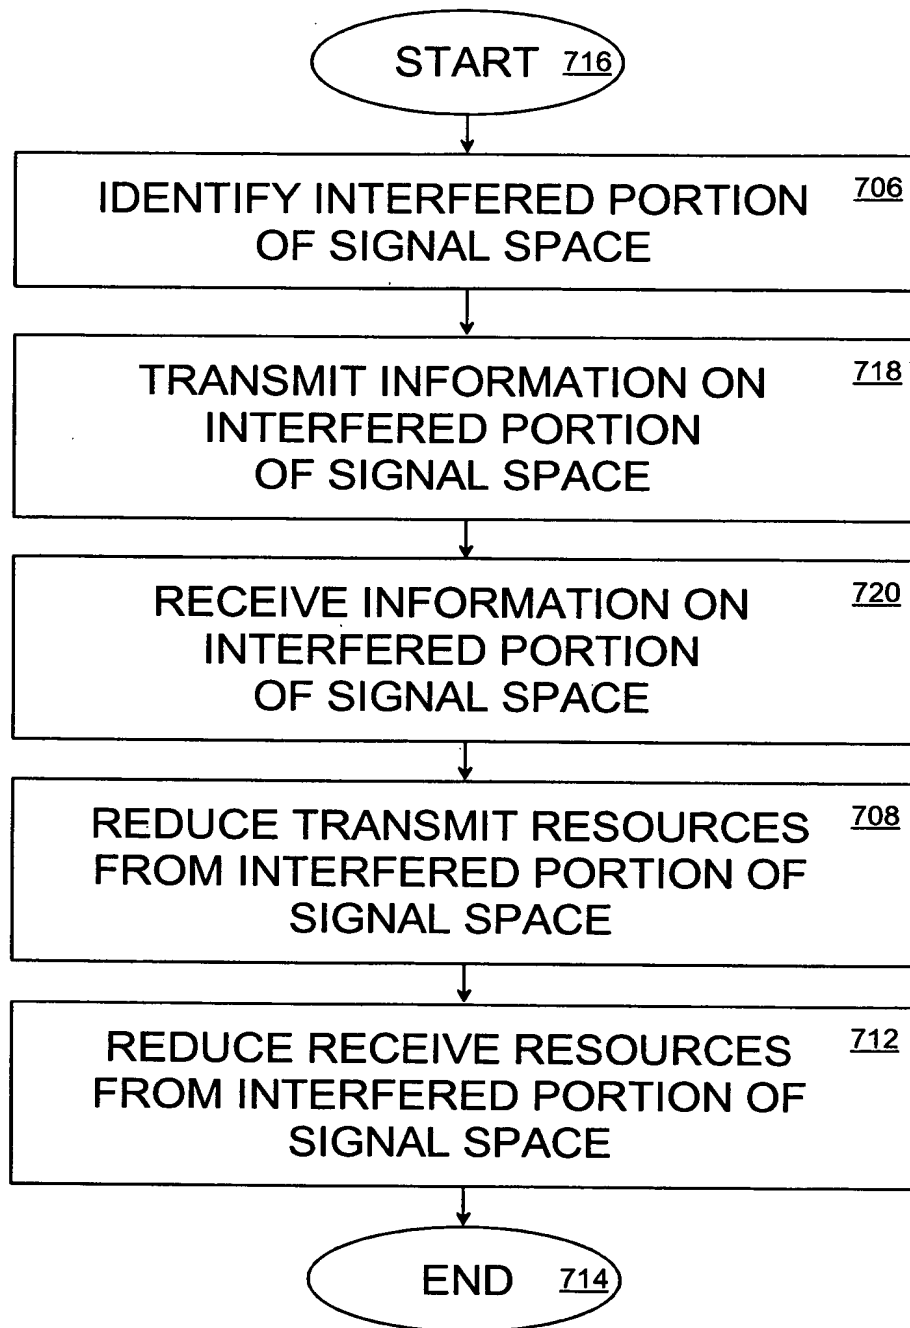 START 716
IDENTIFY INTERFERED PORTION 706
OF SIGNAL SPACE
TRANSMIT INFORMATION ON 718
INTERFERED PORTION
OF SIGNAL SPACE
RECEIVE INFORMATION ON 720
INTERFERED PORTION
OF SIGNAL SPACE
REDUCE TRANSMIT RESOURCES 708
FROM INTERFERED PORTION OF
SIGNAL SPACE
REDUCE RECEIVE RESOURCES 712
FROM INTERFERED PORTION OF
SIGNAL SPACE
END 714